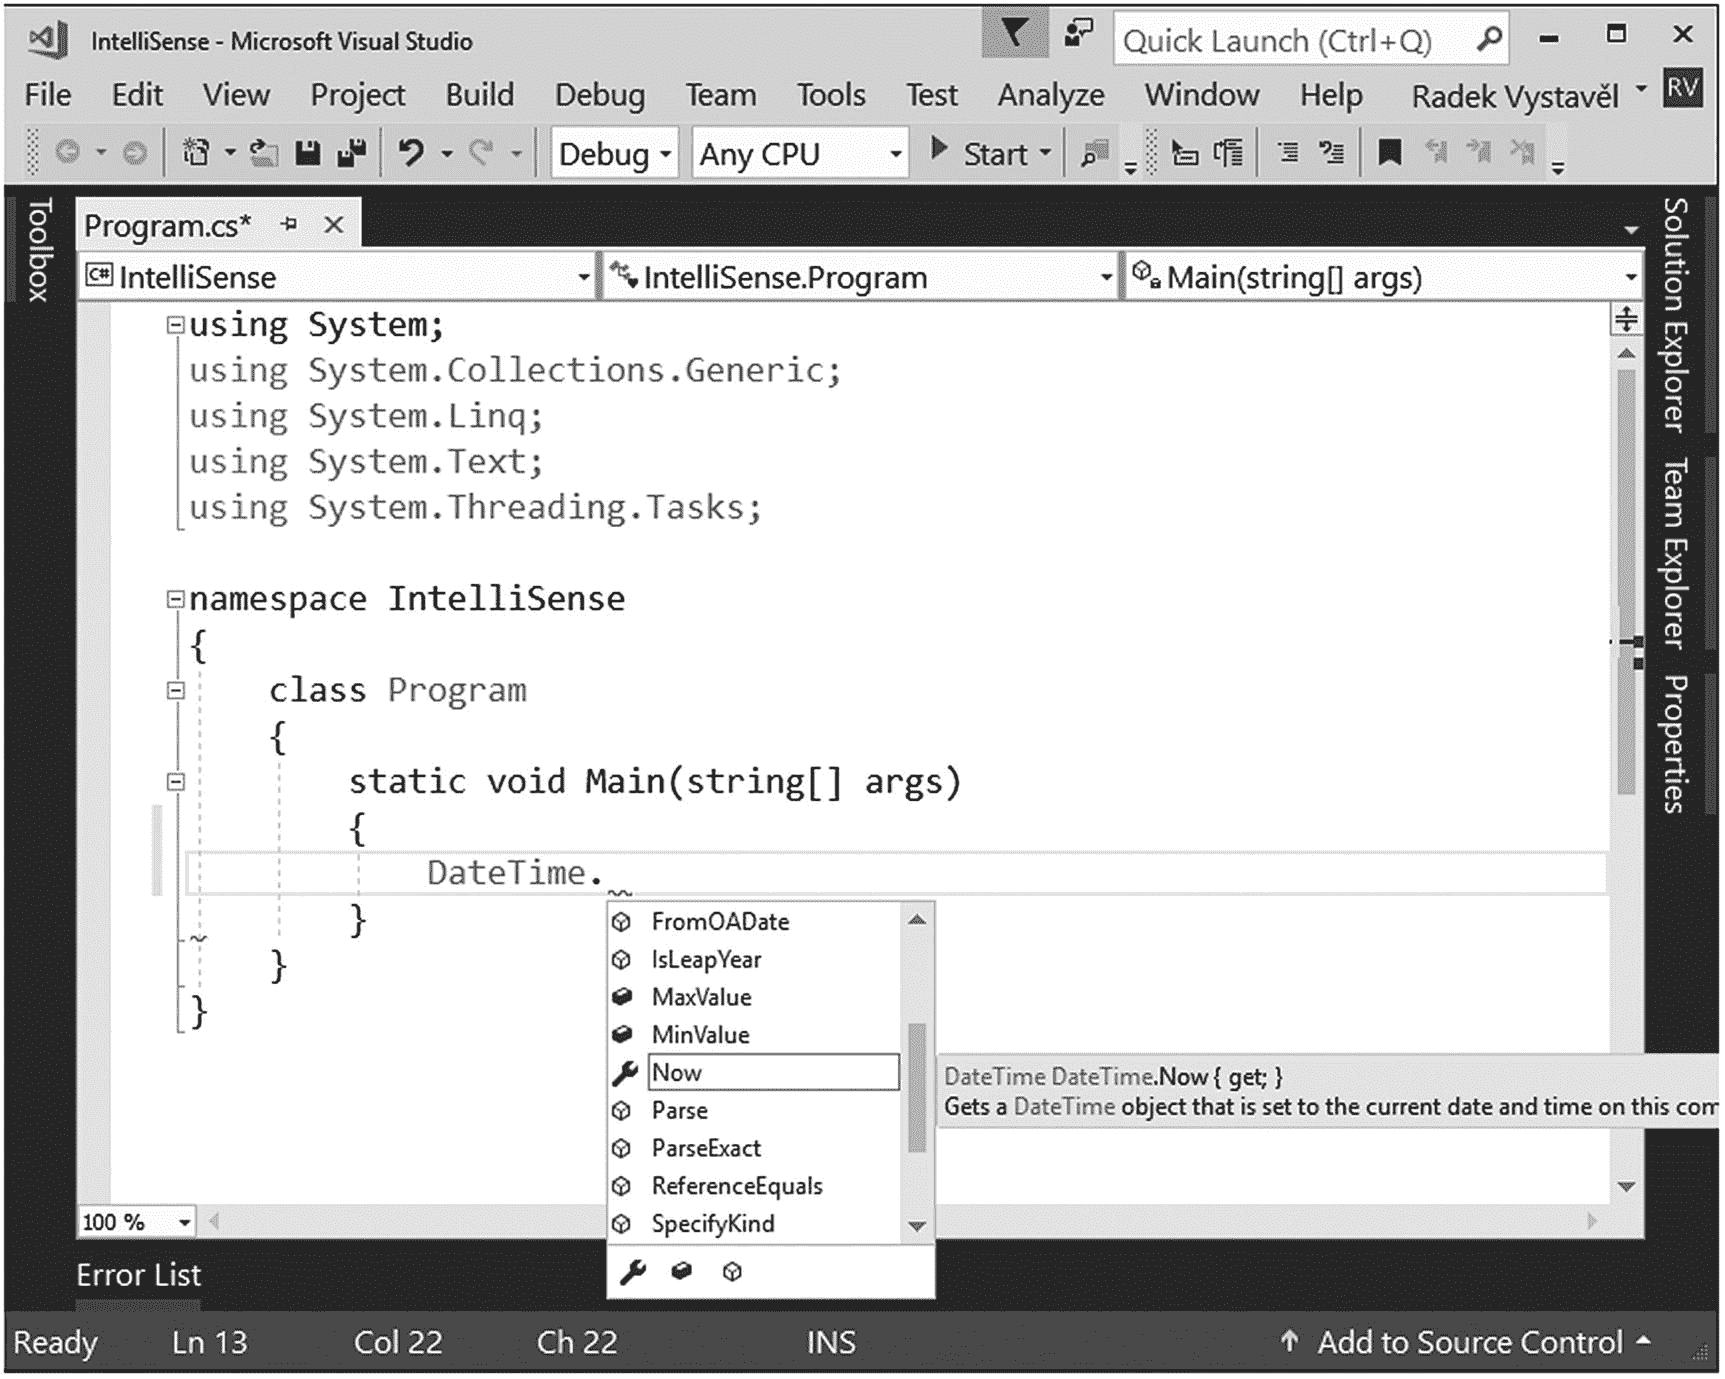 IntelliSense - Microsoft Visual Studio
Quick Launch (Ctrl+Q)
File Edit View Project Build Debug Team Tools Test Analyze Window Help Radek Vystavěl RV
Debug Any CPU Start
Toolbox
Program.cs*
C# IntelliSense IntelliSense.Program Main(string[] args)
using System;
using System.Collections.Generic;
using System.Linq;
using System.Text;
using System.Threading.Tasks;
namespace IntelliSense
{
class Program
{
static void Main(string[] args)
{
DateTime.
}
}
}
FromOADate
IsLeapYear
MaxValue
MinValue
Now
Parse
ParseExact
ReferenceEquals
SpecifyKind
DateTime DateTime.Now { get; }
Gets a DateTime object that is set to the current date and time on this com
Solution Explorer
Team Explorer
Properties
100 %
Error List
Ready Ln 13 Col 22 Ch 22 INS Add to Source Control